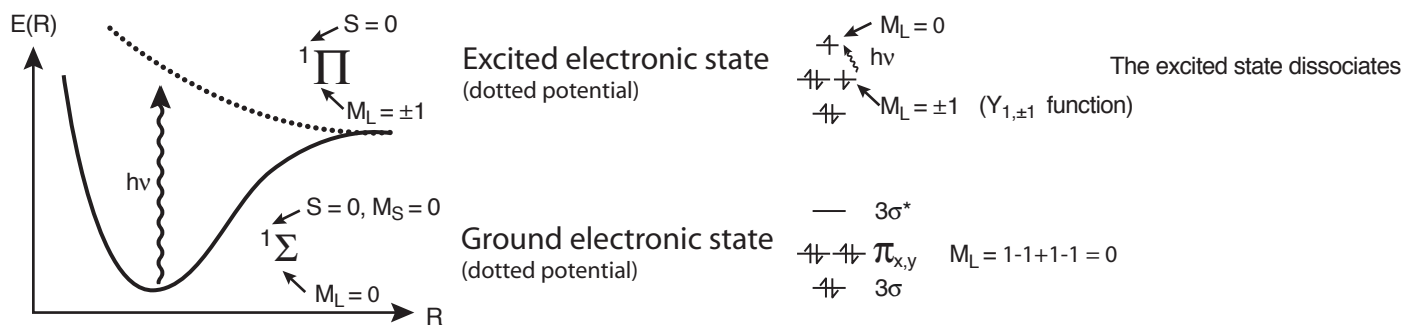 E(R)
S = 0
¹Π
M_L = ±1
Excited electronic state
(dotted potential)
M_L = 0
hν
M_L = ±1 (Y₁,±₁ function)
The excited state dissociates
hν
S = 0, M_S = 0
¹Σ
M_L = 0
R
Ground electronic state
(dotted potential)
3σ*
π_x,y M_L = 1-1+1-1 = 0
3σ